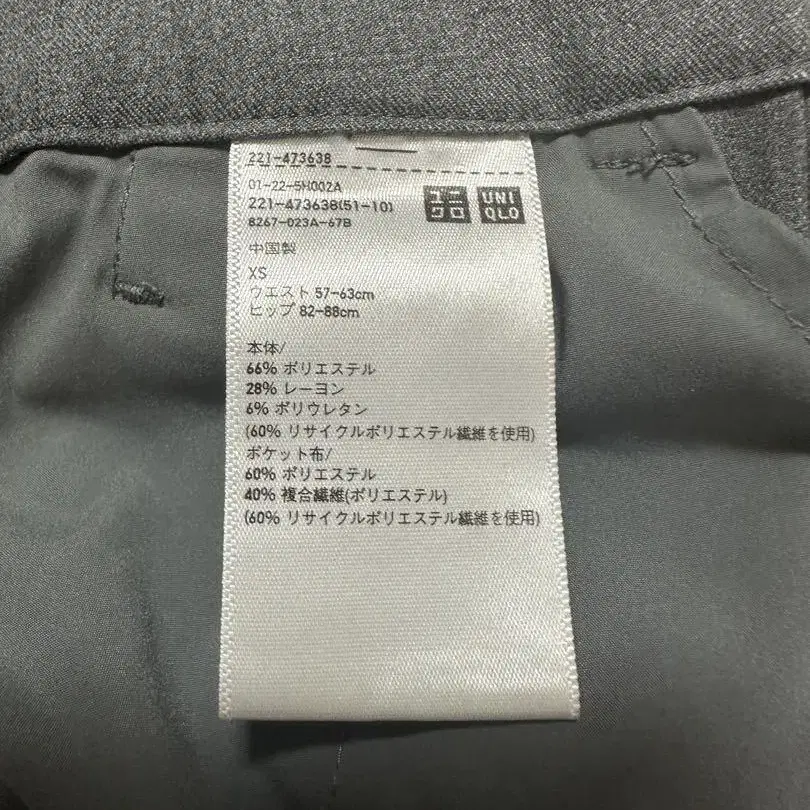 221-473638
01-22-5H002A
221-473638(51-10)
8267-023A-67B
ユニ
クロ
UNI
QLO
中国製
XS
ウエスト 57-63cm
ヒップ 82-88cm
本体/
66% ポリエステル
28% レーヨン
6% ポリウレタン
(60% リサイクルポリエステル繊維を使用)
ポケット布/
60% ポリエステル
40% 複合繊維(ポリエステル)
(60% リサイクルポリエステル繊維を使用)